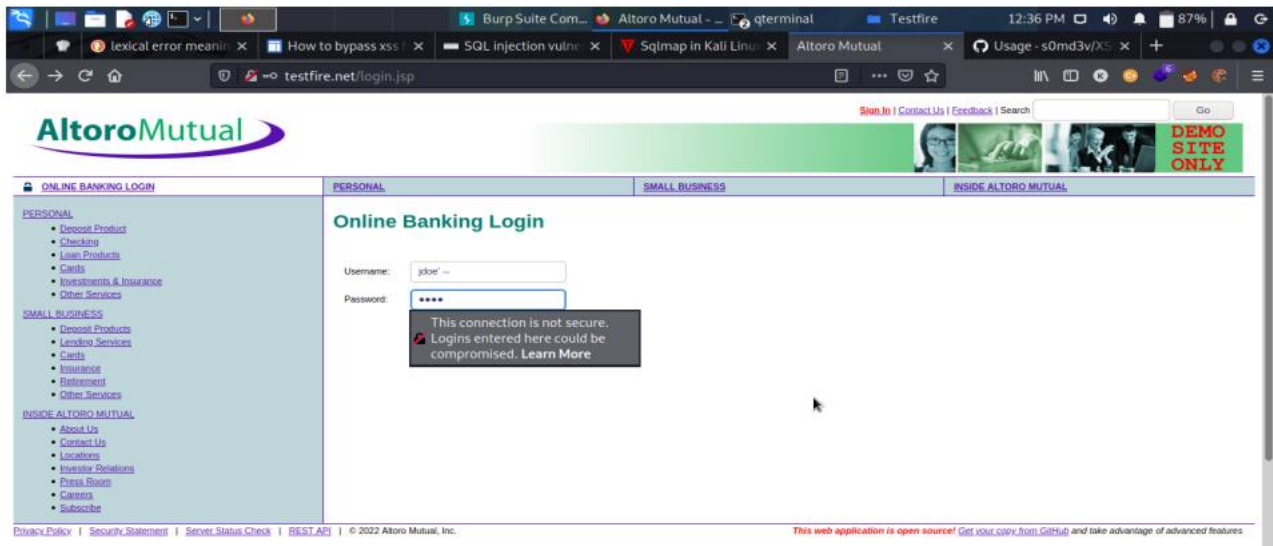 Burp Suite Com... Altoro Mutual - ... qterminal Testfire 12:36 PM 87%
lexical error meanin How to bypass xss f SQL injection vulne Sqlmap in Kali Linu Altoro Mutual Usage · s0md3v/XS
testfire.net/login.jsp
Sign In | Contact Us | Feedback | Search Go
AltoroMutual
DEMO
SITE
ONLY
ONLINE BANKING LOGIN PERSONAL SMALL BUSINESS INSIDE ALTORO MUTUAL
PERSONAL
Deposit Product
Checking
Loan Products
Cards
Investments & Insurance
Other Services
SMALL BUSINESS
Deposit Products
Lending Services
Cards
Insurance
Retirement
Other Services
INSIDE ALTORO MUTUAL
About Us
Contact Us
Locations
Investor Relations
Press Room
Careers
Subscribe
Online Banking Login
Username: jdoe' --
Password: ••••
This connection is not secure.
Logins entered here could be
compromised. Learn More
Privacy Policy | Security Statement | Server Status Check | REST API | © 2022 Altoro Mutual, Inc. This web application is open source! Get your copy from GitHub and take advantage of advanced features